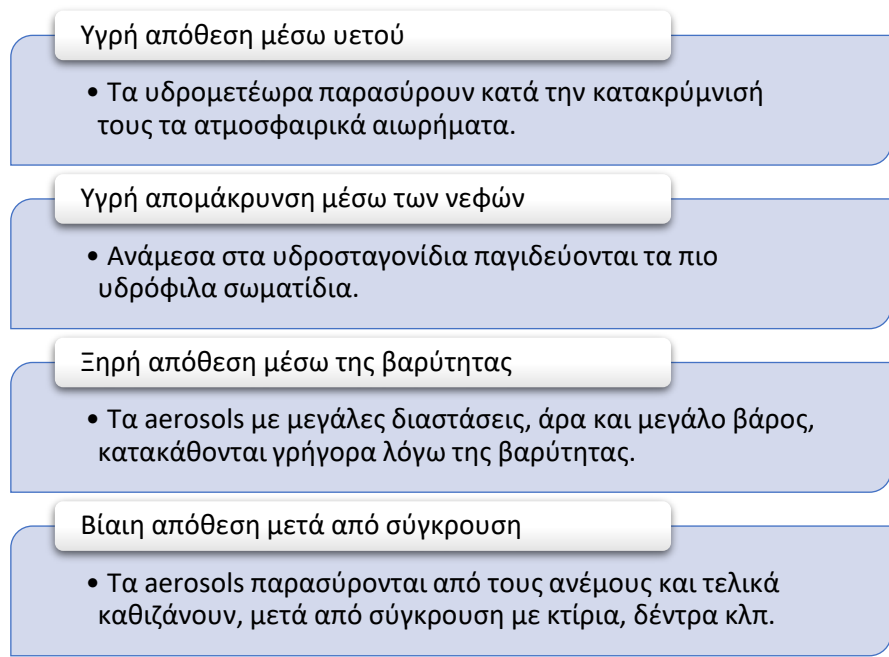 Υγρή απόθεση μέσω υετού
• Τα υδρομετέωρα παρασύρουν κατά την κατακρύμνισή
τους τα ατμοσφαιρικά αιωρήματα.
Υγρή απομάκρυνση μέσω των νεφών
• Ανάμεσα στα υδροσταγονίδια παγιδεύονται τα πιο
υδρόφιλα σωματίδια.
Ξηρή απόθεση μέσω της βαρύτητας
• Τα aerosols με μεγάλες διαστάσεις, άρα και μεγάλο βάρος,
κατακάθονται γρήγορα λόγω της βαρύτητας.
Βίαιη απόθεση μετά από σύγκρουση
• Τα aerosols παρασύρονται από τους ανέμους και τελικά
καθιζάνουν, μετά από σύγκρουση με κτίρια, δέντρα κλπ.